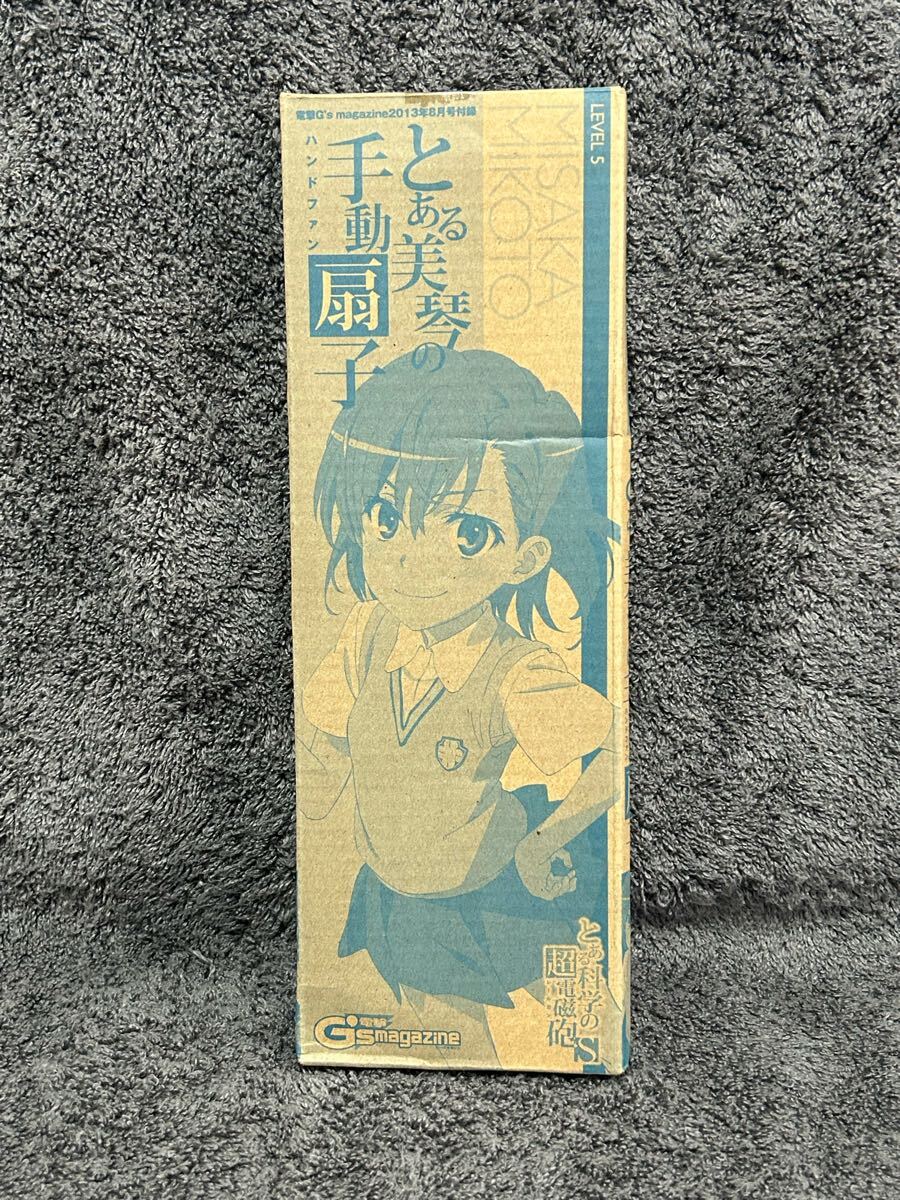 電撃G's magazine2013年8月号付録
とある美琴の
手動扇子
ハンドファン
MISAKA
MIKOTO
LEVEL 5
とある科学の
超電磁砲S
電撃
G's magazine